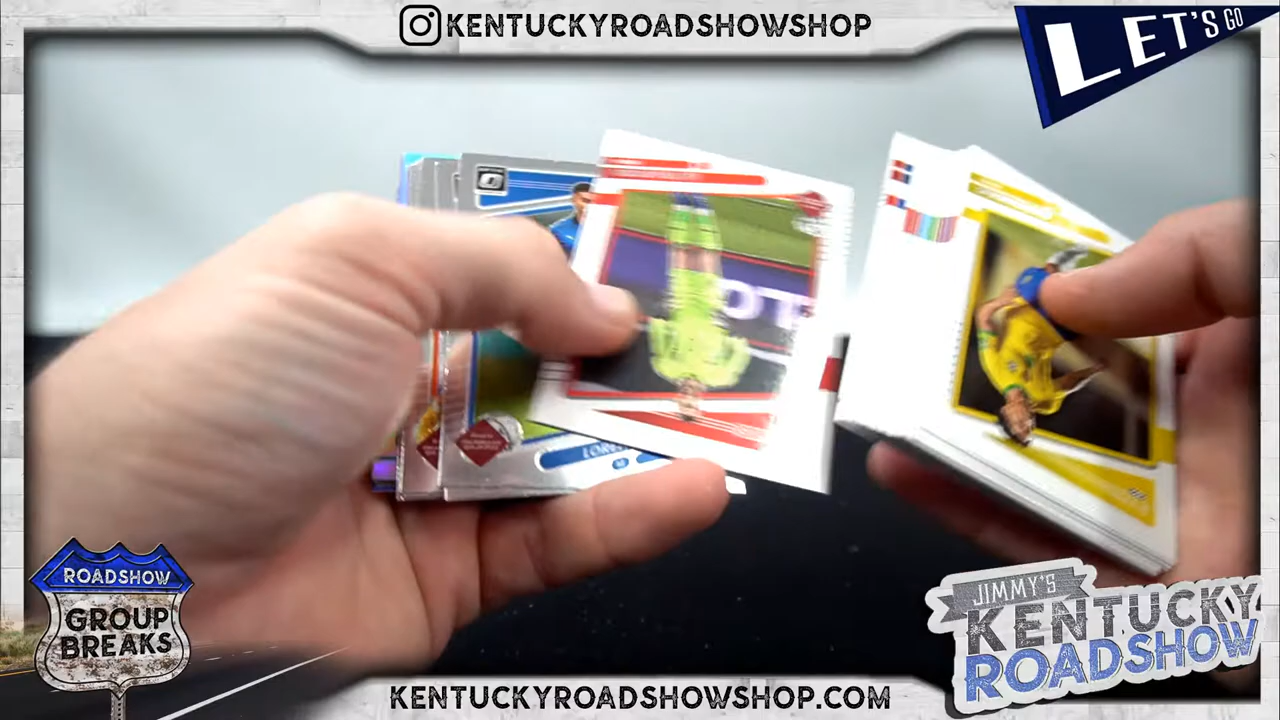 KENTUCKYROADSHOWSHOP
LET'S GO
ROADSHOW
GROUP
BREAKS
JIMMY'S
KENTUCKY
ROADSHOW
KENTUCKYROADSHOWSHOP.COM